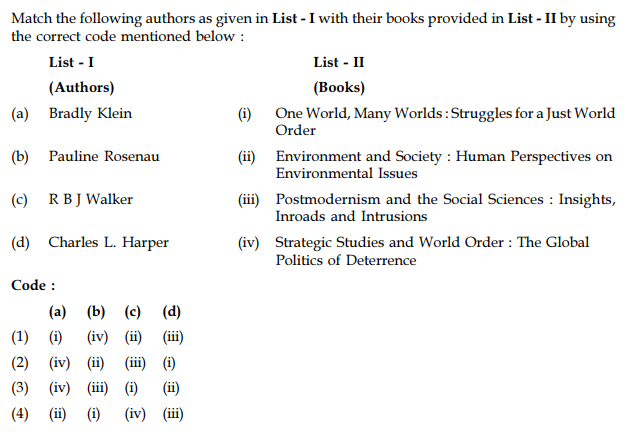 Match the following authors as given in List - I with their books provided in List - II by using
the correct code mentioned below :
List - I List - II
(Authors) (Books)
(a) Bradly Klein (i) One World, Many Worlds : Struggles for a Just World
Order
(b) Pauline Rosenau (ii) Environment and Society : Human Perspectives on
Environmental Issues
(c) R B J Walker (iii) Postmodernism and the Social Sciences : Insights,
Inroads and Intrusions
(d) Charles L. Harper (iv) Strategic Studies and World Order : The Global
Politics of Deterrence
Code :
(a) (b) (c) (d)
(1) (i) (iv) (ii) (iii)
(2) (iv) (ii) (iii) (i)
(3) (iv) (iii) (i) (ii)
(4) (ii) (i) (iv) (iii)